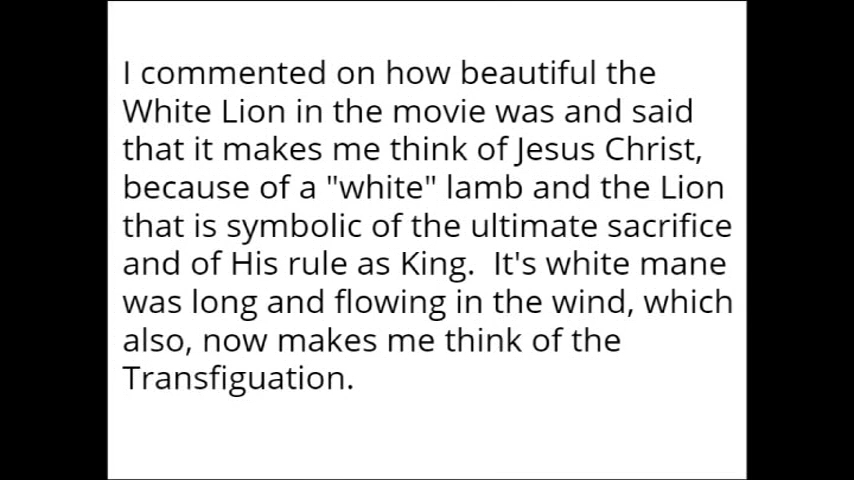 I commented on how beautiful the
White Lion in the movie was and said
that it makes me think of Jesus Christ,
because of a "white" lamb and the Lion
that is symbolic of the ultimate sacrifice
and of His rule as King.  It's white mane
was long and flowing in the wind, which
also, now makes me think of the
Transfiguation.